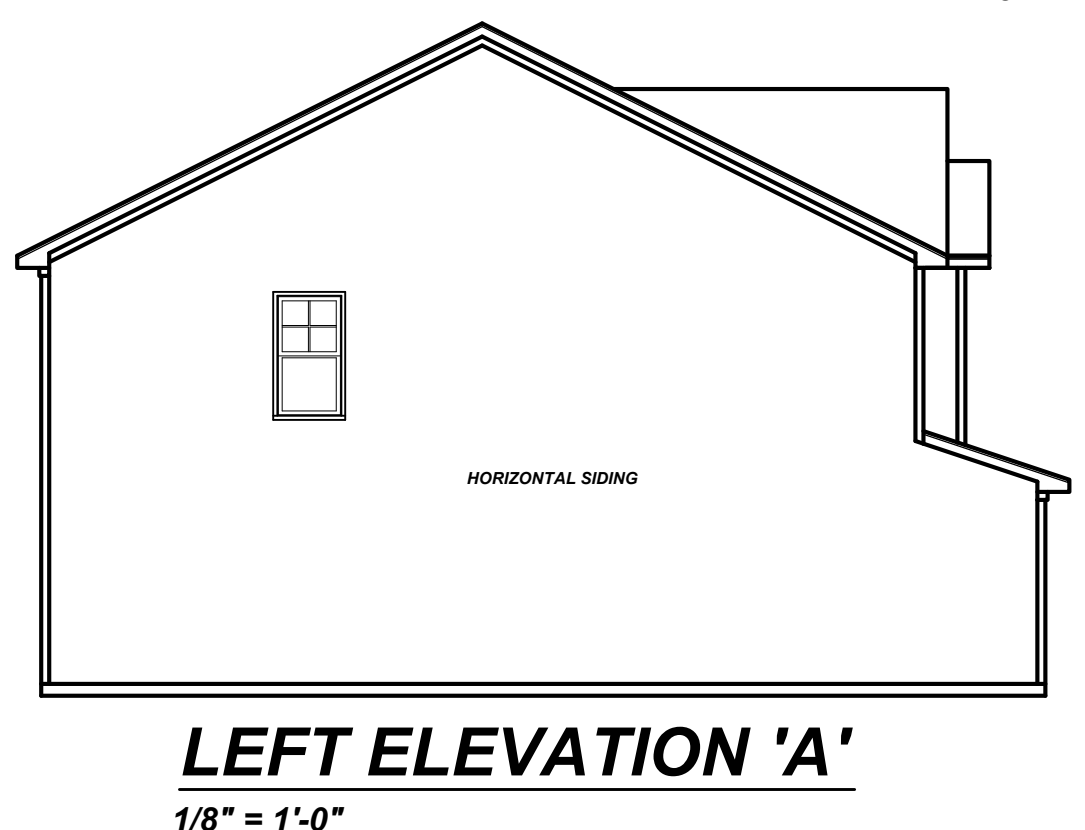 HORIZONTAL SIDING
LEFT ELEVATION 'A'
1/8" = 1'-0"